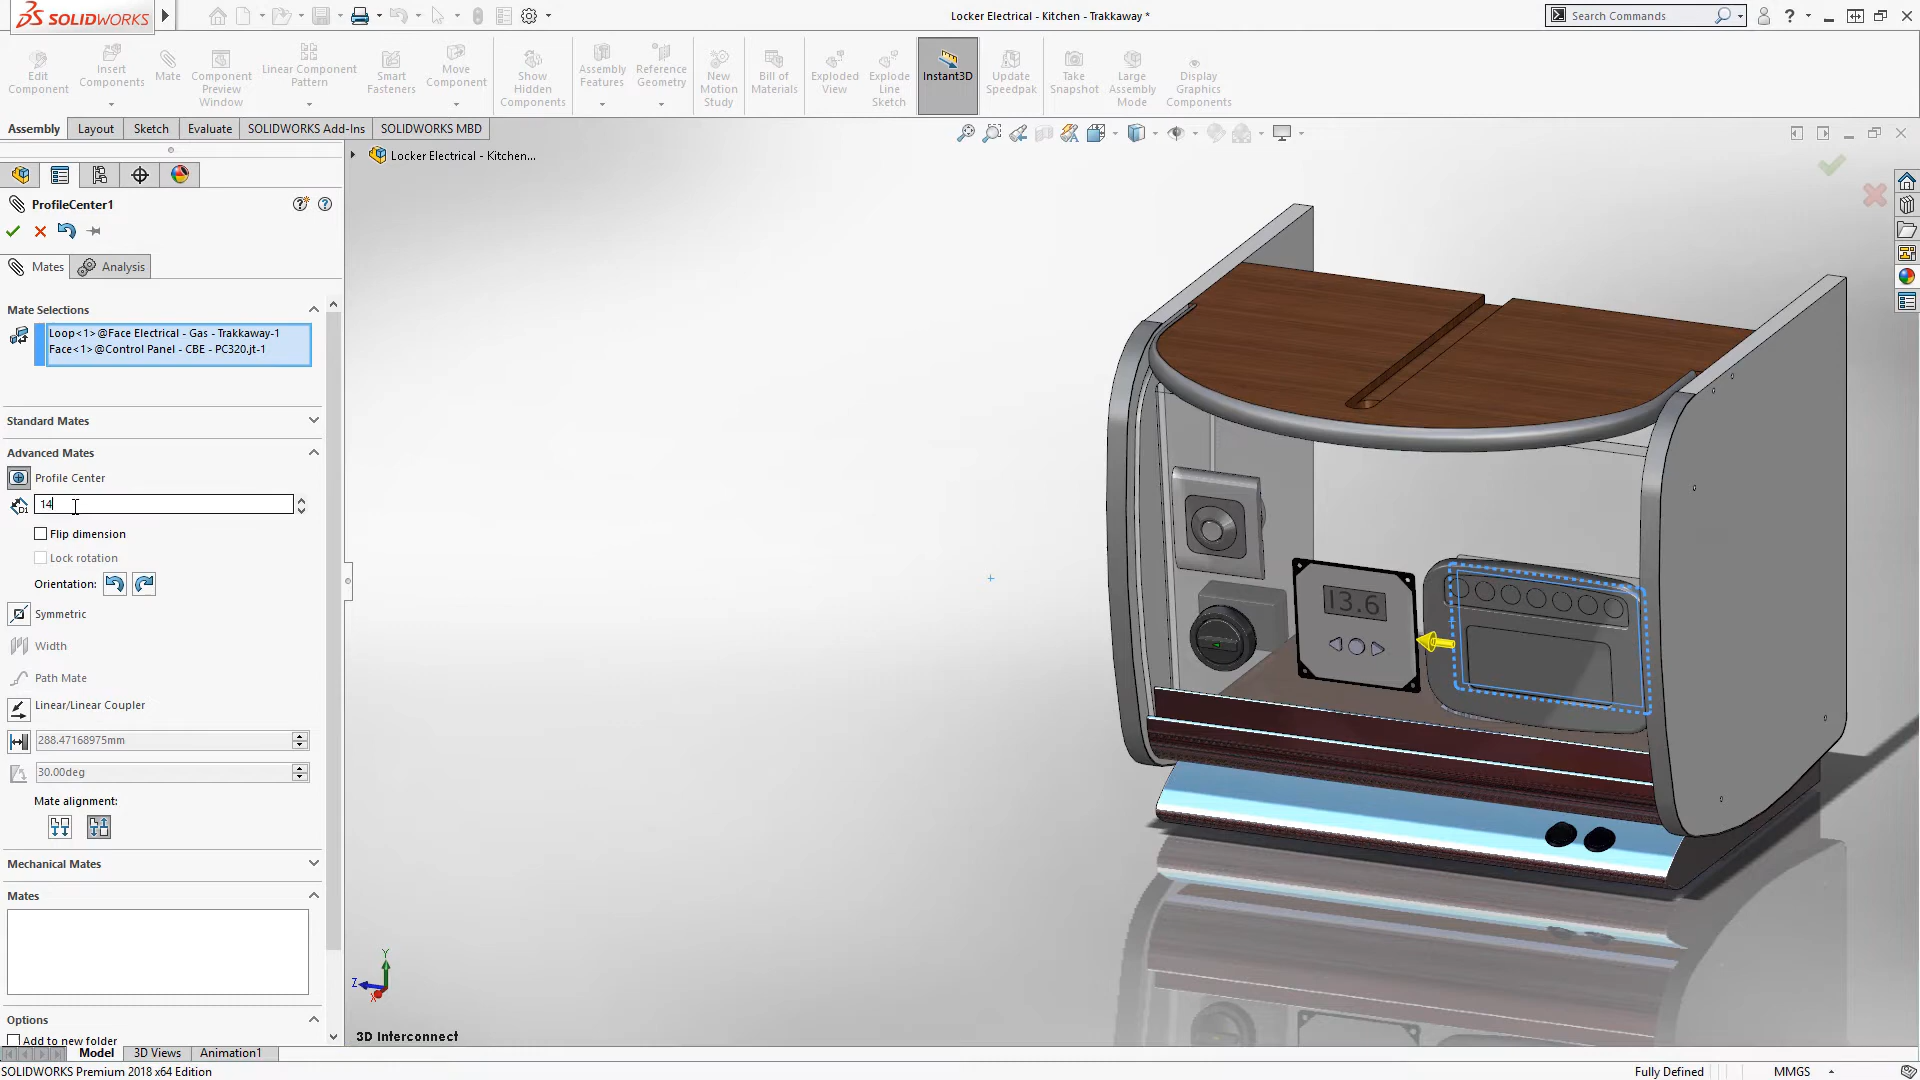 SOLIDWORKS
Locker Electrical - Kitchen - Trakkaway *
Search Commands
Edit Component
Insert Components
Mate
Component Preview Window
Linear Component Pattern
Smart Fasteners
Move Component
Show Hidden Components
Assembly Features
Reference Geometry
New Motion Study
Bill of Materials
Exploded View
Explode Line Sketch
Instant3D
Update Speedpak
Take Snapshot
Large Assembly Mode
Display Graphics Components
Assembly
Layout
Sketch
Evaluate
SOLIDWORKS Add-Ins
SOLIDWORKS MBD
Locker Electrical - Kitchen...
ProfileCenter1
Mates
Analysis
Mate Selections
Loop<1>@Face Electrical - Gas - Trakkaway-1
Face<1>@Control Panel - CBE - PC320.jt-1
Standard Mates
Advanced Mates
Profile Center
14
Flip dimension
Lock rotation
Orientation:
Symmetric
Width
Path Mate
Linear/Linear Coupler
288.47168975mm
30.00deg
Mate alignment:
Mechanical Mates
Mates
Options
Add to new folder
13.6
Y
Z
X
3D Interconnect
Model
3D Views
Animation1
SOLIDWORKS Premium 2018 x64 Edition
Fully Defined
MMGS